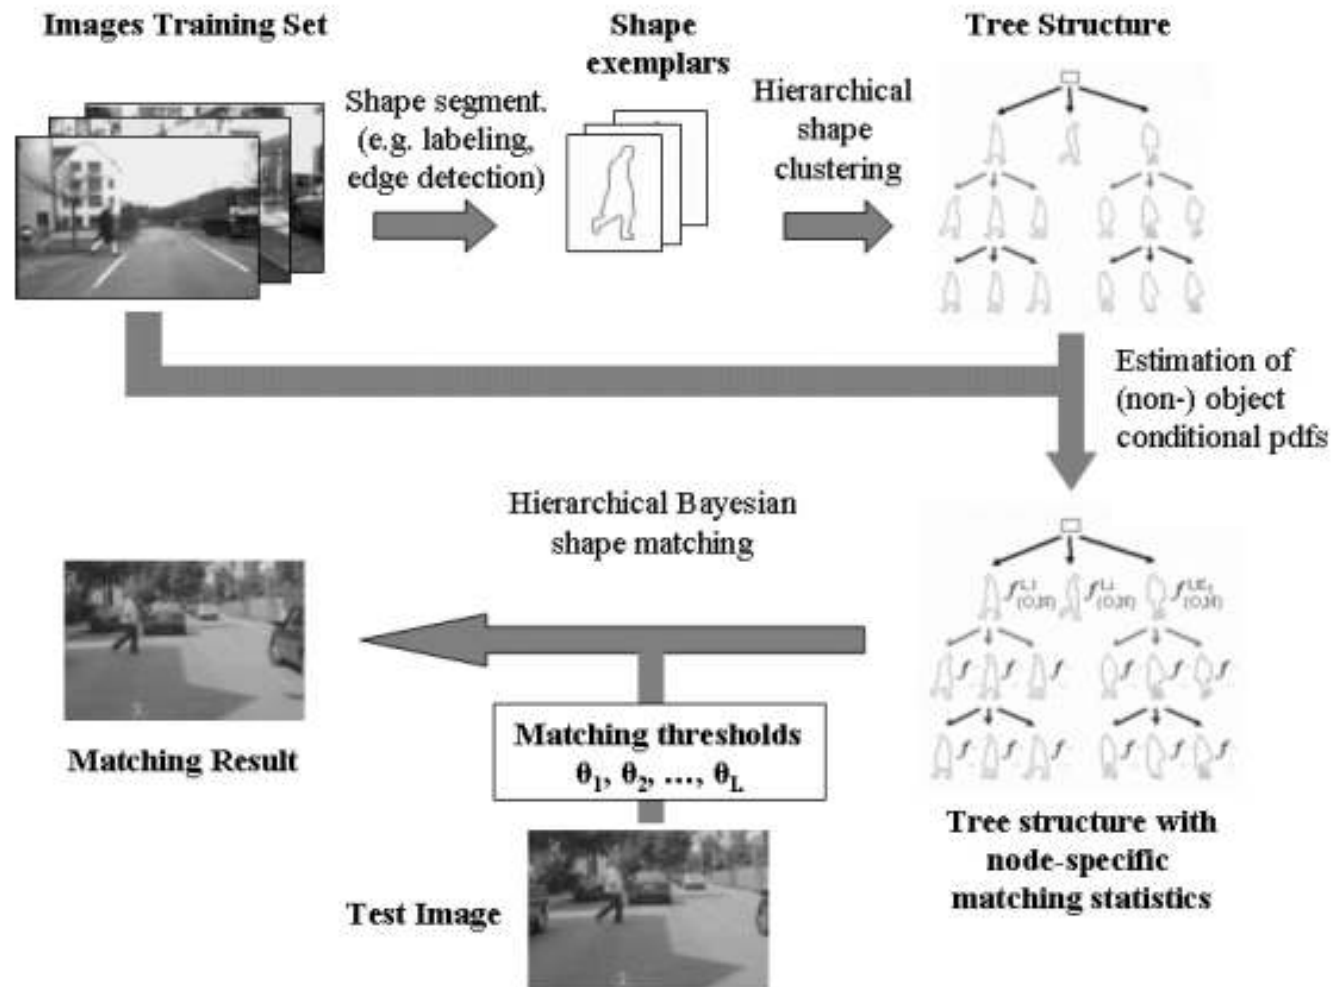 Images Training Set
Shape
exemplars
Tree Structure
Shape segment.
(e.g. labeling,
edge detection)
Hierarchical
shape
clustering
Estimation of
(non-) object
conditional pdfs
Hierarchical Bayesian
shape matching
Matching Result
Matching thresholds
θ₁, θ₂, ..., θ_L
Test Image
f f f
f f f
f f f
f f f
Tree structure with
node-specific
matching statistics